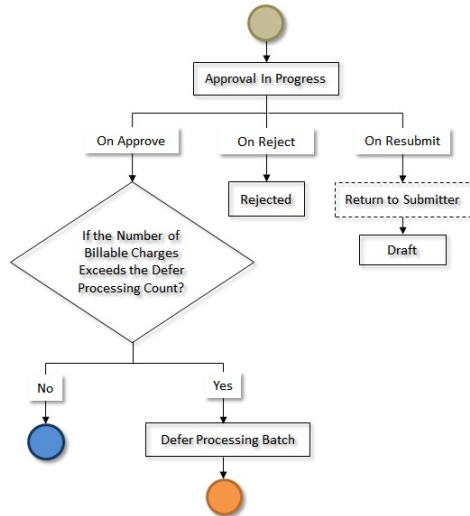 Approval In Progress
On Approve
On Reject
On Resubmit
Rejected
Return to Submitter
Draft
If the Number of
Billable Charges
Exceeds the Defer
Processing Count?
No
Yes
Defer Processing Batch